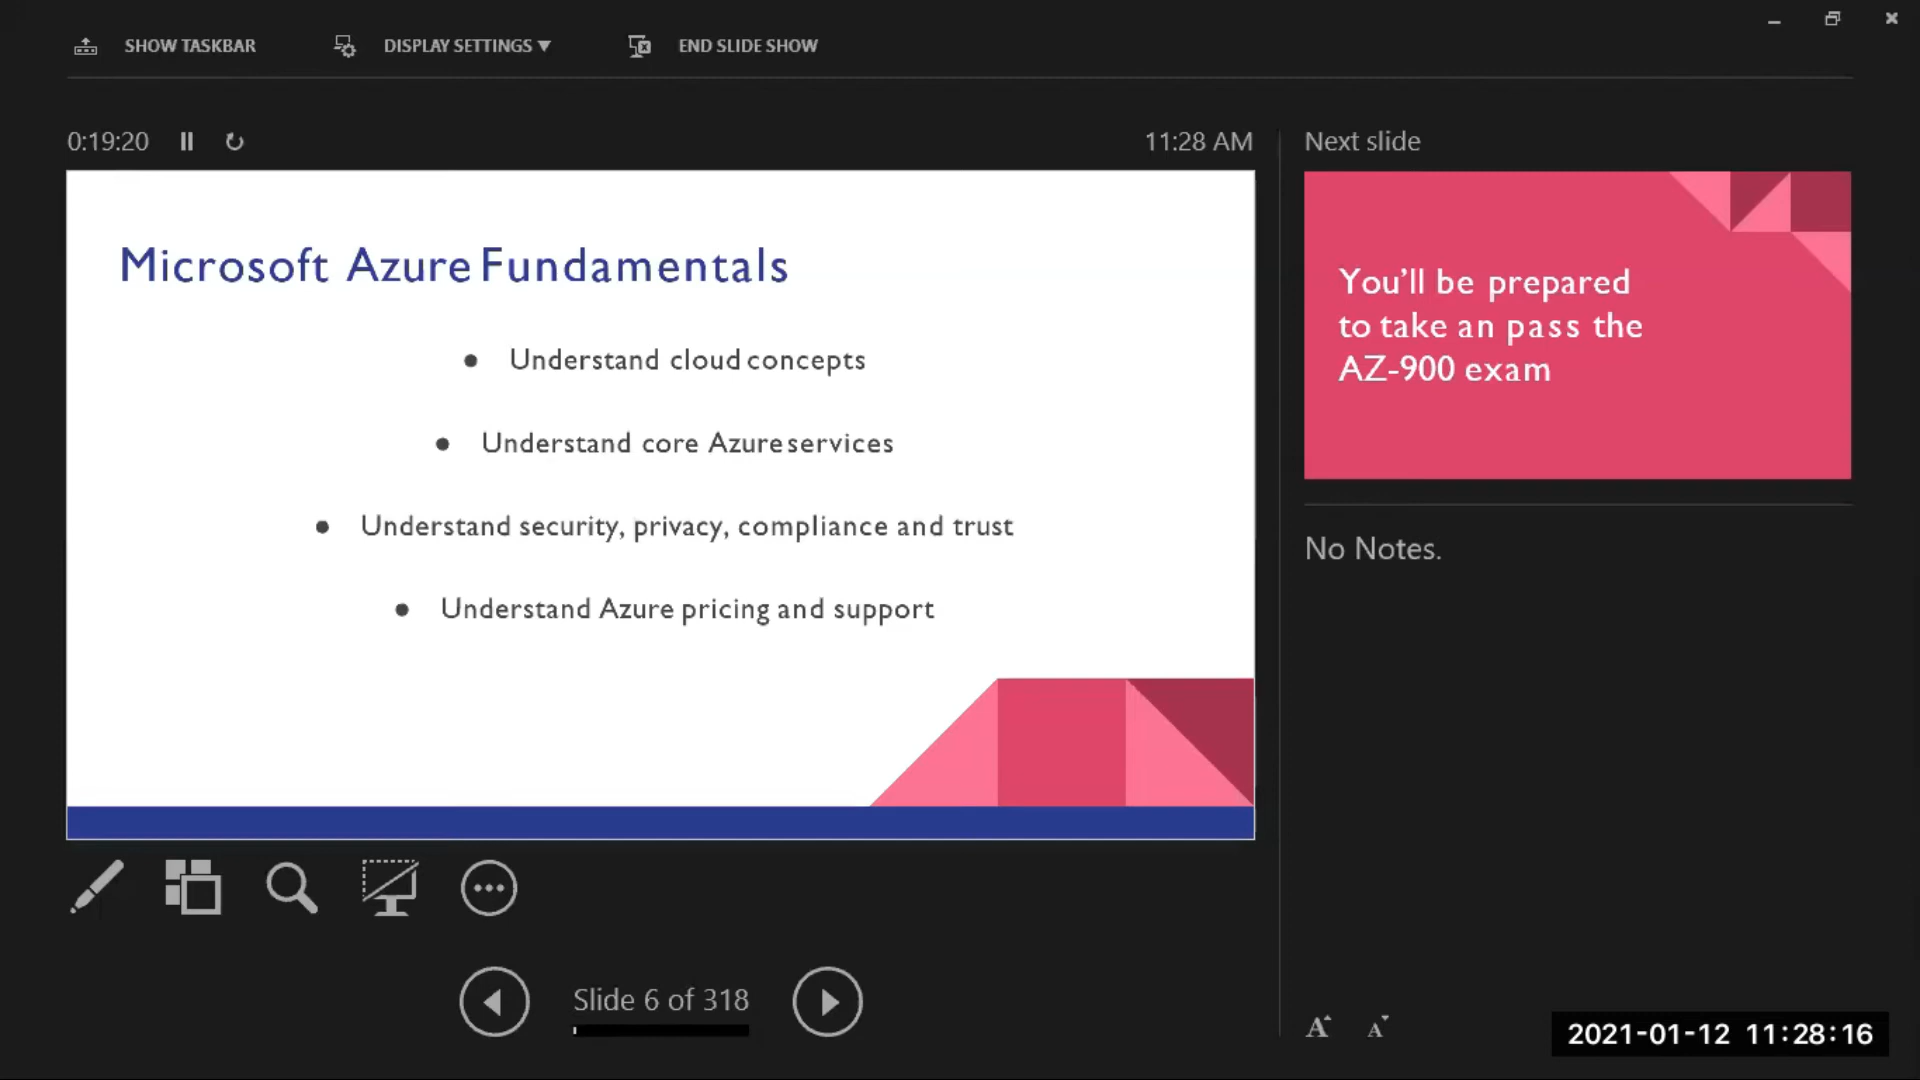 SHOW TASKBAR
DISPLAY SETTINGS ▼
END SLIDE SHOW
0:19:20
11:28 AM
Microsoft Azure Fundamentals
● Understand cloud concepts
● Understand core Azure services
● Understand security, privacy, compliance and trust
● Understand Azure pricing and support
Slide 6 of 318
Next slide
You'll be prepared
to take an pass the
AZ-900 exam
No Notes.
A A
2021-01-12 11:28:16